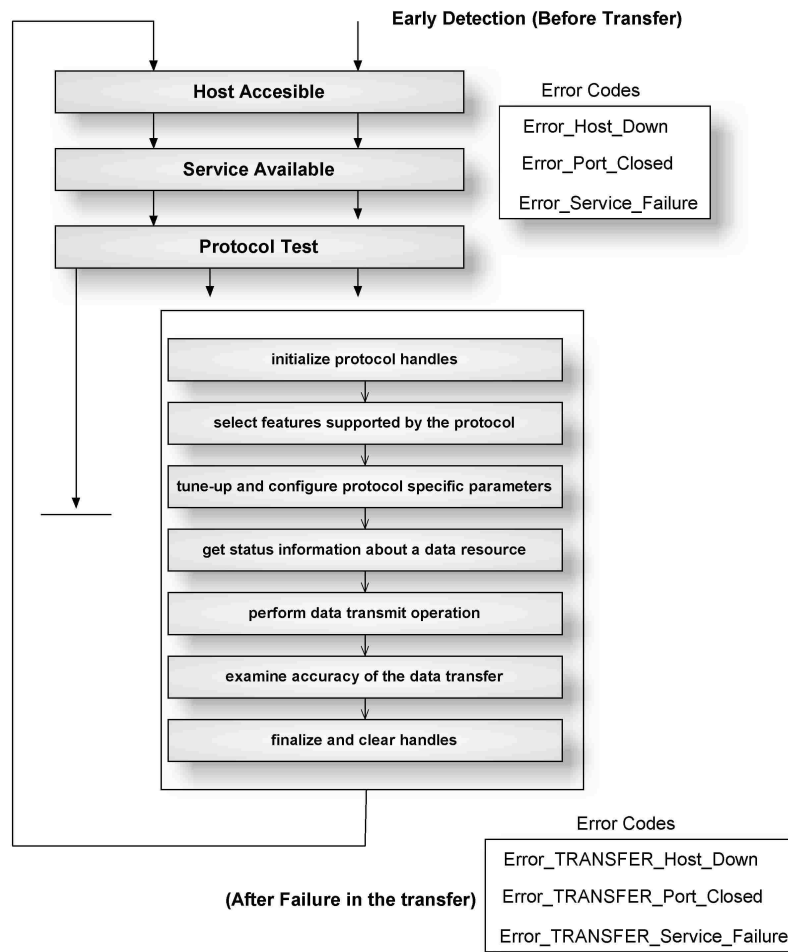 Early Detection (Before Transfer)
Host Accesible
Error Codes
Error_Host_Down
Error_Port_Closed
Error_Service_Failure
Service Available
Protocol Test
initialize protocol handles
select features supported by the protocol
tune-up and configure protocol specific parameters
get status information about a data resource
perform data transmit operation
examine accuracy of the data transfer
finalize and clear handles
Error Codes
Error_TRANSFER_Host_Down
(After Failure in the transfer)
Error_TRANSFER_Port_Closed
Error_TRANSFER_Service_Failure